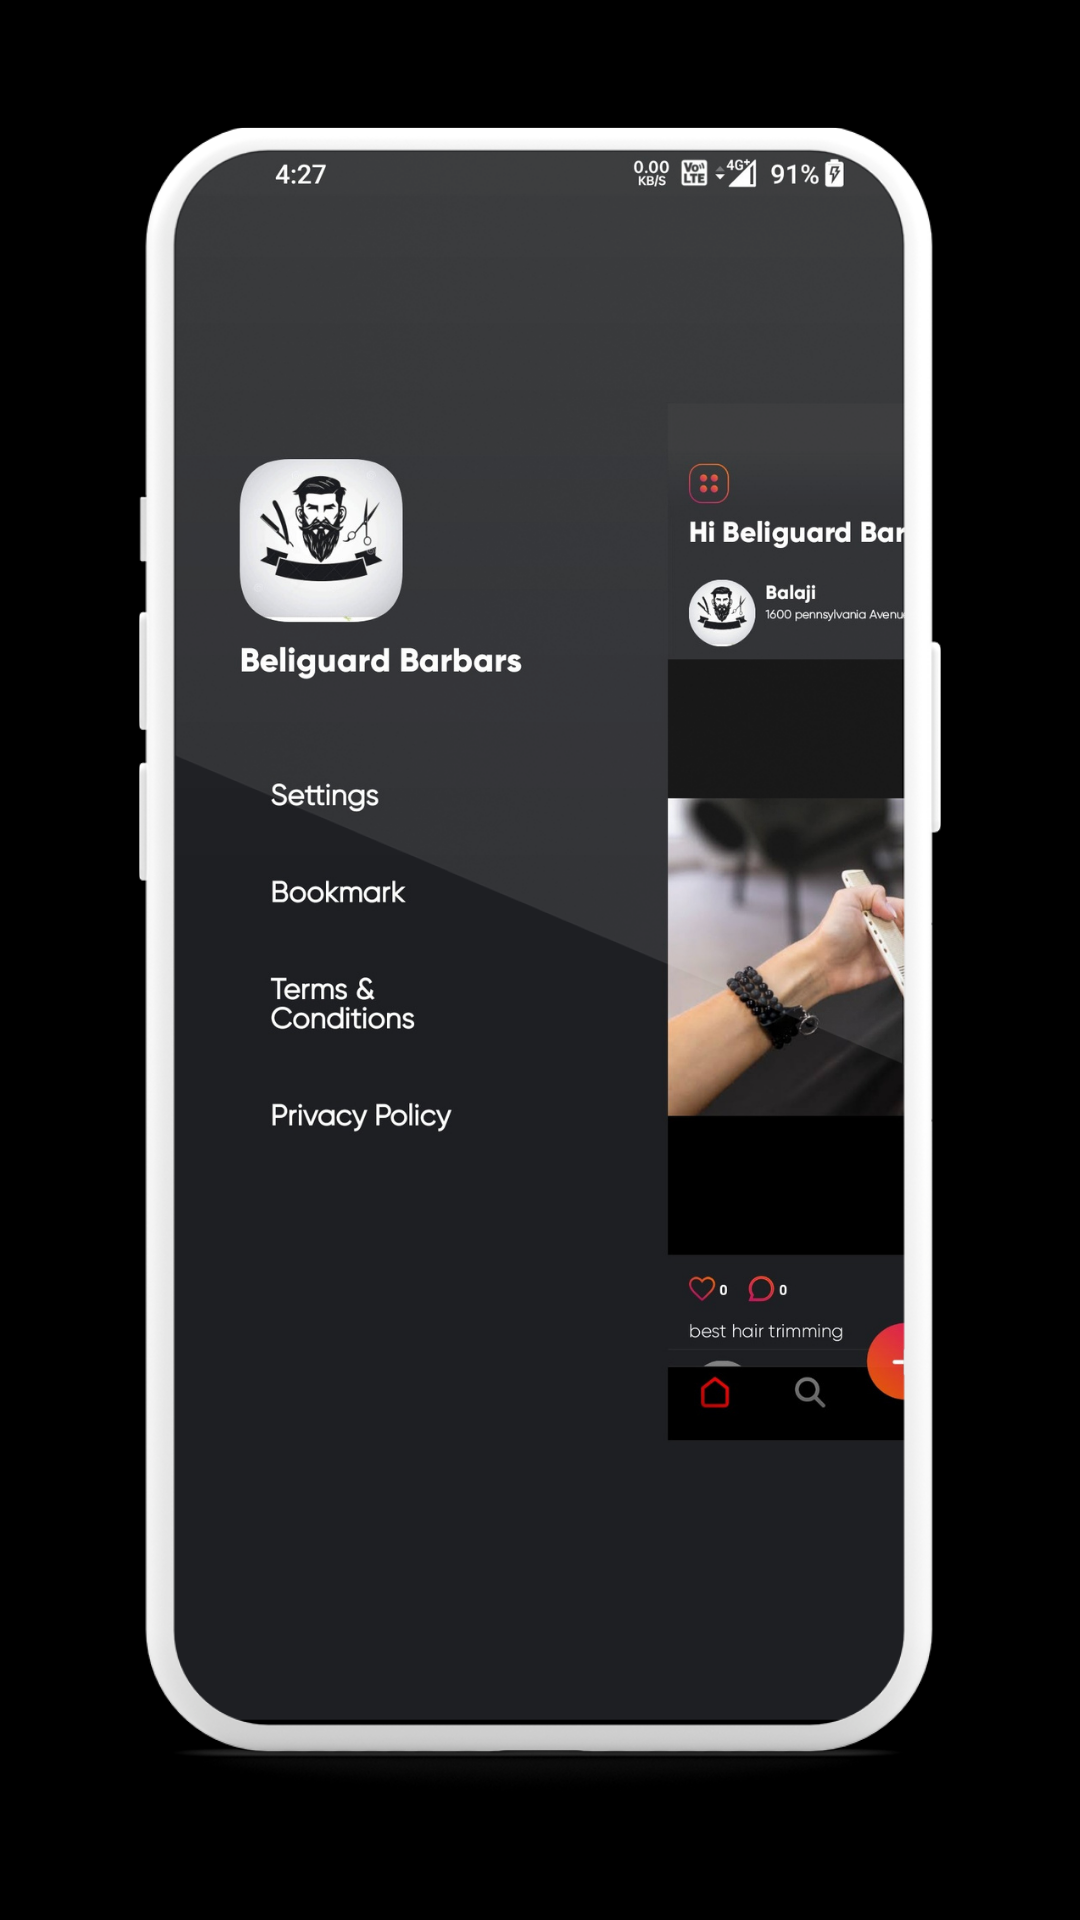 4:27
0.00
KB/S
Vo))
LTE
4G+
91%
Hi Beliguard Bar
Balaji
1600 pennsylvania Avenu
Beliguard Barbars
Settings
Bookmark
Terms &
Conditions
Privacy Policy
0
0
best hair trimming